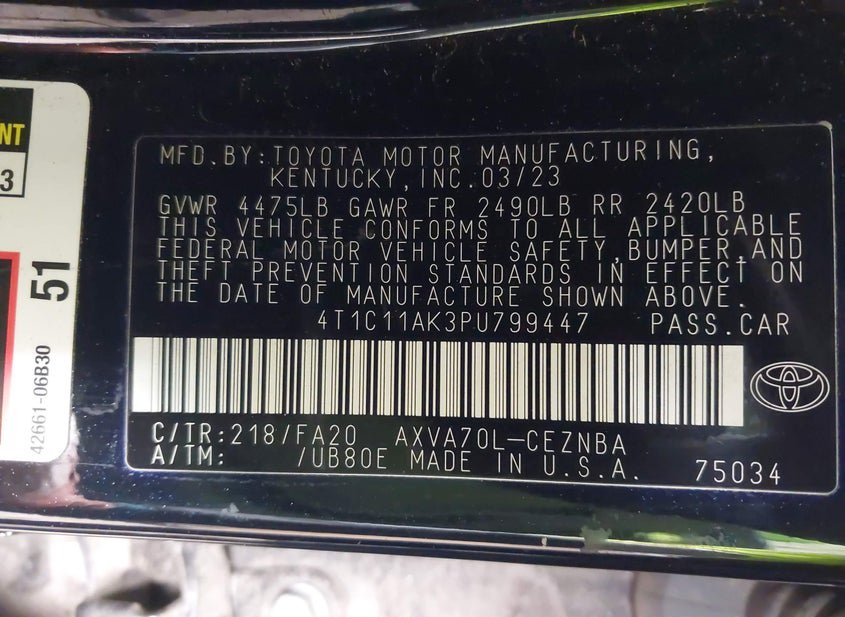 NT
3
51
42661-06B30
MFD.BY:TOYOTA MOTOR MANUFACTURING,
KENTUCKY,INC.03/23
GVWR 4475LB GAWR FR 2490LB RR 2420LB
THIS VEHICLE CONFORMS TO ALL APPLICABLE
FEDERAL MOTOR VEHICLE SAFETY,BUMPER,AND
THEFT PREVENTION STANDARDS IN EFFECT ON
THE DATE OF MANUFACTURE SHOWN ABOVE.
4T1C11AK3PU799447 PASS.CAR
C/TR:218/FA20 AXVA70L-CEZNBA
A/TM: /UB80E MADE IN U.S.A. 75034